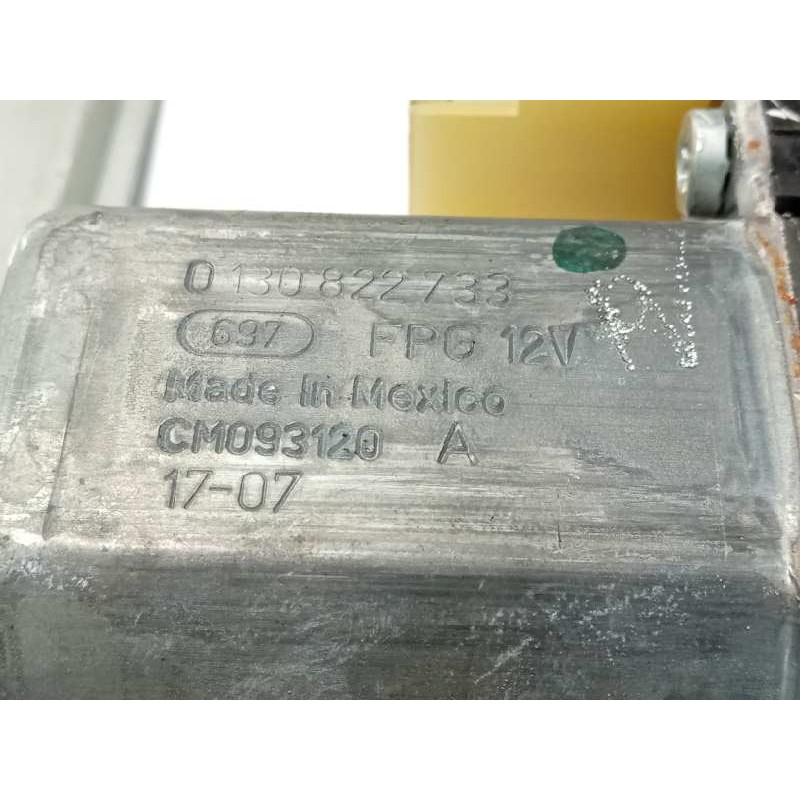 0 130 822 733
697 FPG 12V
Made in Mexico
CM093120 A
17-07